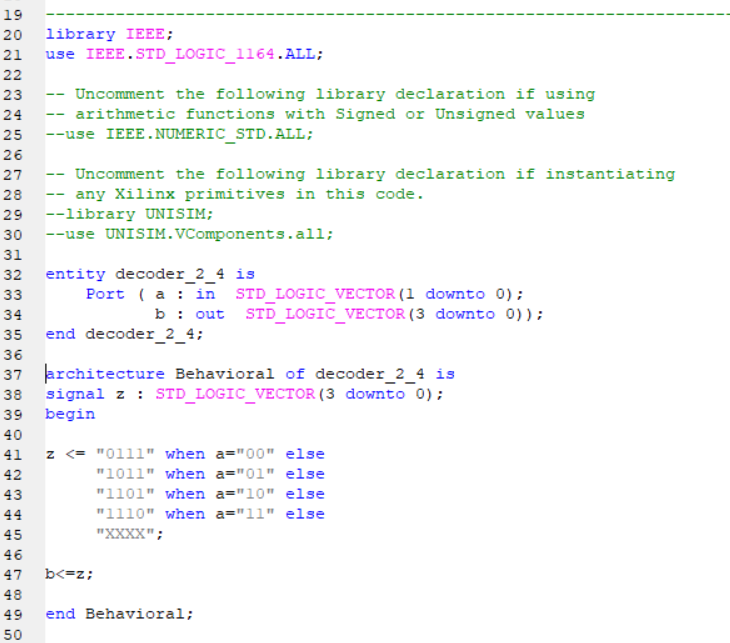 19 --------------------------------------------------------------------
20 library IEEE;
21 use IEEE.STD_LOGIC_1164.ALL;
22
23 -- Uncomment the following library declaration if using
24 -- arithmetic functions with Signed or Unsigned values
25 --use IEEE.NUMERIC_STD.ALL;
26
27 -- Uncomment the following library declaration if instantiating
28 -- any Xilinx primitives in this code.
29 --library UNISIM;
30 --use UNISIM.VComponents.all;
31
32 entity decoder_2_4 is
33     Port ( a : in  STD_LOGIC_VECTOR(1 downto 0);
34            b : out  STD_LOGIC_VECTOR(3 downto 0));
35 end decoder_2_4;
36
37 architecture Behavioral of decoder_2_4 is
38 signal z : STD_LOGIC_VECTOR(3 downto 0);
39 begin
40
41 z <= "0111" when a="00" else
42      "1011" when a="01" else
43      "1101" when a="10" else
44      "1110" when a="11" else
45      "XXXX";
46
47 b<=z;
48
49 end Behavioral;
50